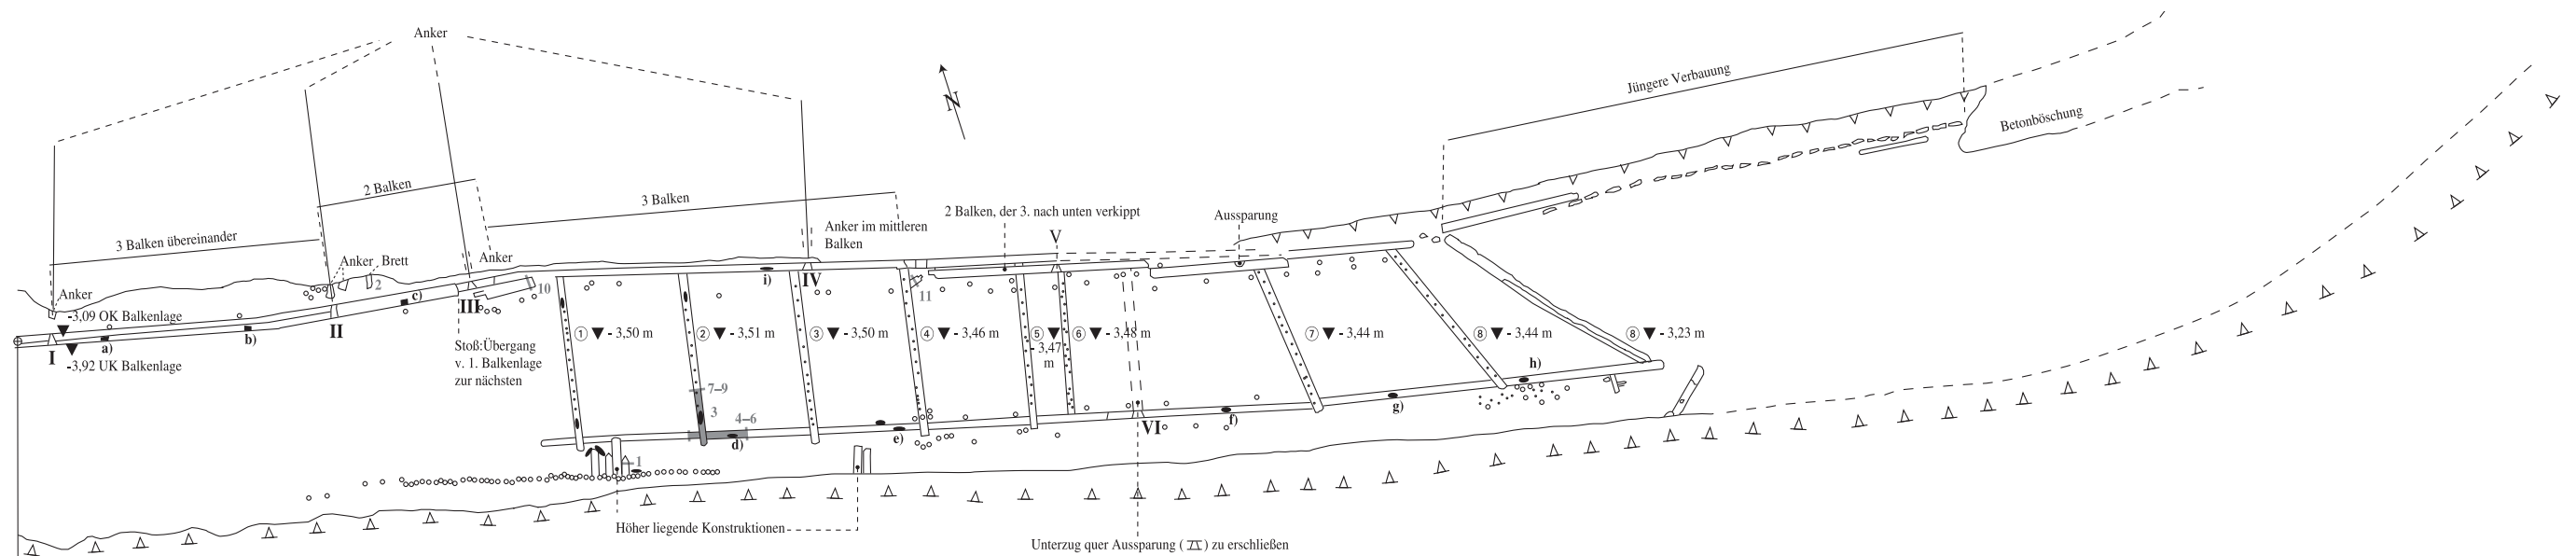 Anker
N
Jüngere Verbauung
Betonböschung
2 Balken
3 Balken
3 Balken übereinander
Anker im mittleren
Balken
2 Balken, der 3. nach unten verkippt
Aussparung
V
Anker
Brett
2
Anker
Anker
-3,09 OK Balkenlage
-3,92 UK Balkenlage
I
a)
b)
II
c)
III
10
i)
IV
11
Stoß:Übergang
v. 1. Balkenlage
zur nächsten
① ▼ - 3,50 m
② ▼ - 3,51 m
③ ▼ - 3,50 m
④ ▼ - 3,46 m
⑤ ▼
- 3,47
m
⑥ ▼ - 3,48 m
⑦ ▼ - 3,44 m
⑧ ▼ - 3,44 m
⑧ ▼ - 3,23 m
7–9
3
4–6
d)
e)
VI
f)
g)
h)
1
Höher liegende Konstruktionen
Unterzug quer Aussparung ( ) zu erschließen